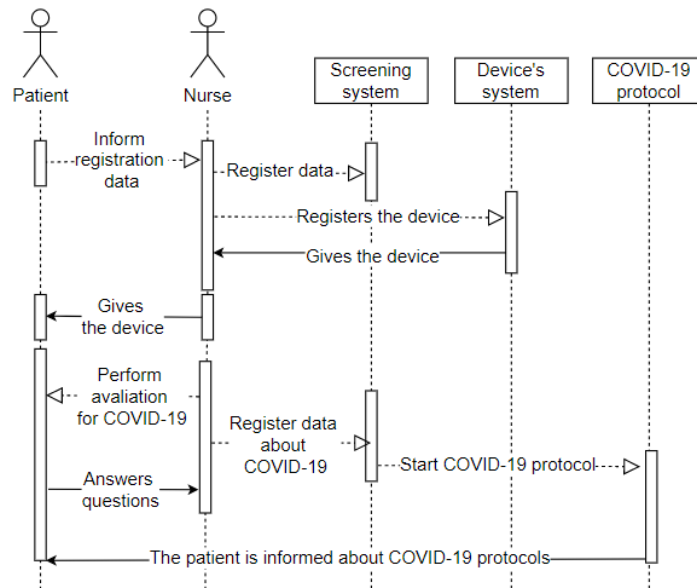 Patient
Nurse
Screening
system
Device's
system
COVID-19
protocol
Inform
registration
data
Register data
Registers the device
Gives the device
Gives
the device
Perform
avaliation
for COVID-19
Register data
about
COVID-19
Start COVID-19 protocol
Answers
questions
The patient is informed about COVID-19 protocols